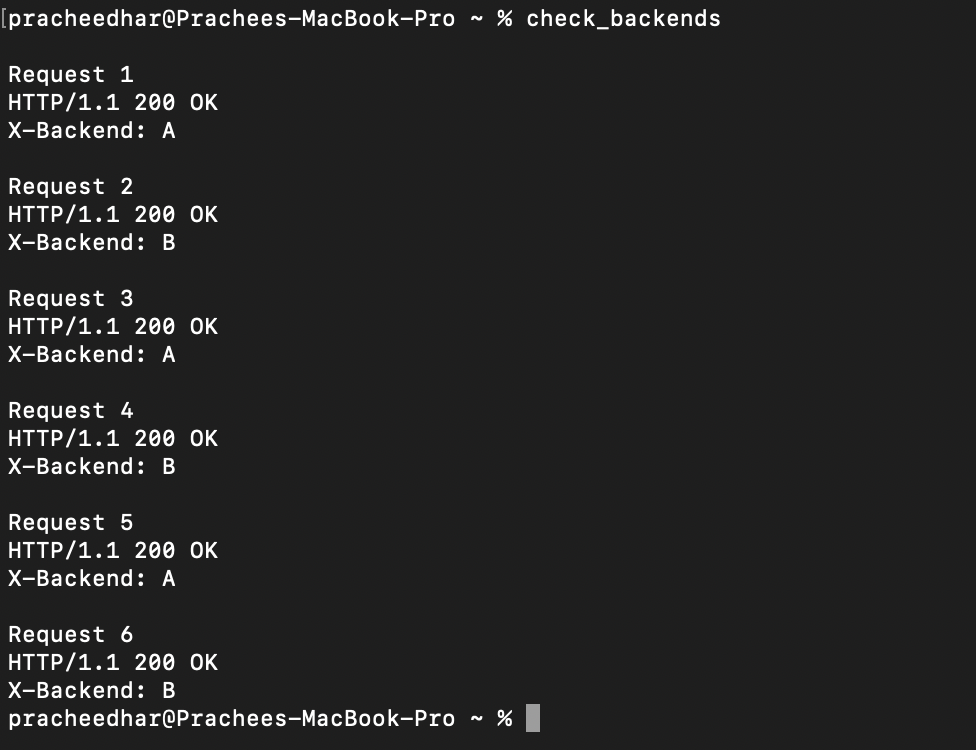 [pracheedhar@Prachees-MacBook-Pro ~ % check_backends
Request 1
HTTP/1.1 200 OK
X-Backend: A
Request 2
HTTP/1.1 200 OK
X-Backend: B
Request 3
HTTP/1.1 200 OK
X-Backend: A
Request 4
HTTP/1.1 200 OK
X-Backend: B
Request 5
HTTP/1.1 200 OK
X-Backend: A
Request 6
HTTP/1.1 200 OK
X-Backend: B
pracheedhar@Prachees-MacBook-Pro ~ %